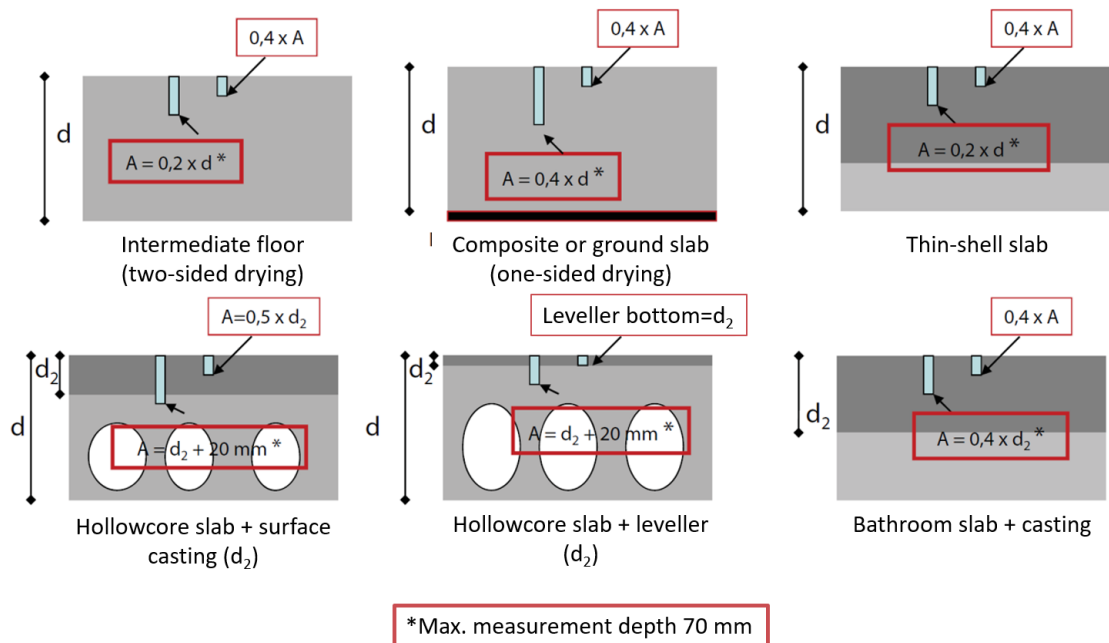 0,4 x A
d
A = 0,2 x d *
Intermediate floor
(two-sided drying)
0,4 x A
d
A = 0,4 x d *
Composite or ground slab
(one-sided drying)
0,4 x A
d
A = 0,2 x d *
Thin-shell slab
A=0,5 x d₂
d₂
d
A = d₂ + 20 mm *
Hollowcore slab + surface
casting (d₂)
Leveller bottom=d₂
d₂
d
A = d₂ + 20 mm *
Hollowcore slab + leveller
(d₂)
0,4 x A
d₂
A = 0,4 x d₂ *
Bathroom slab + casting
*Max. measurement depth 70 mm